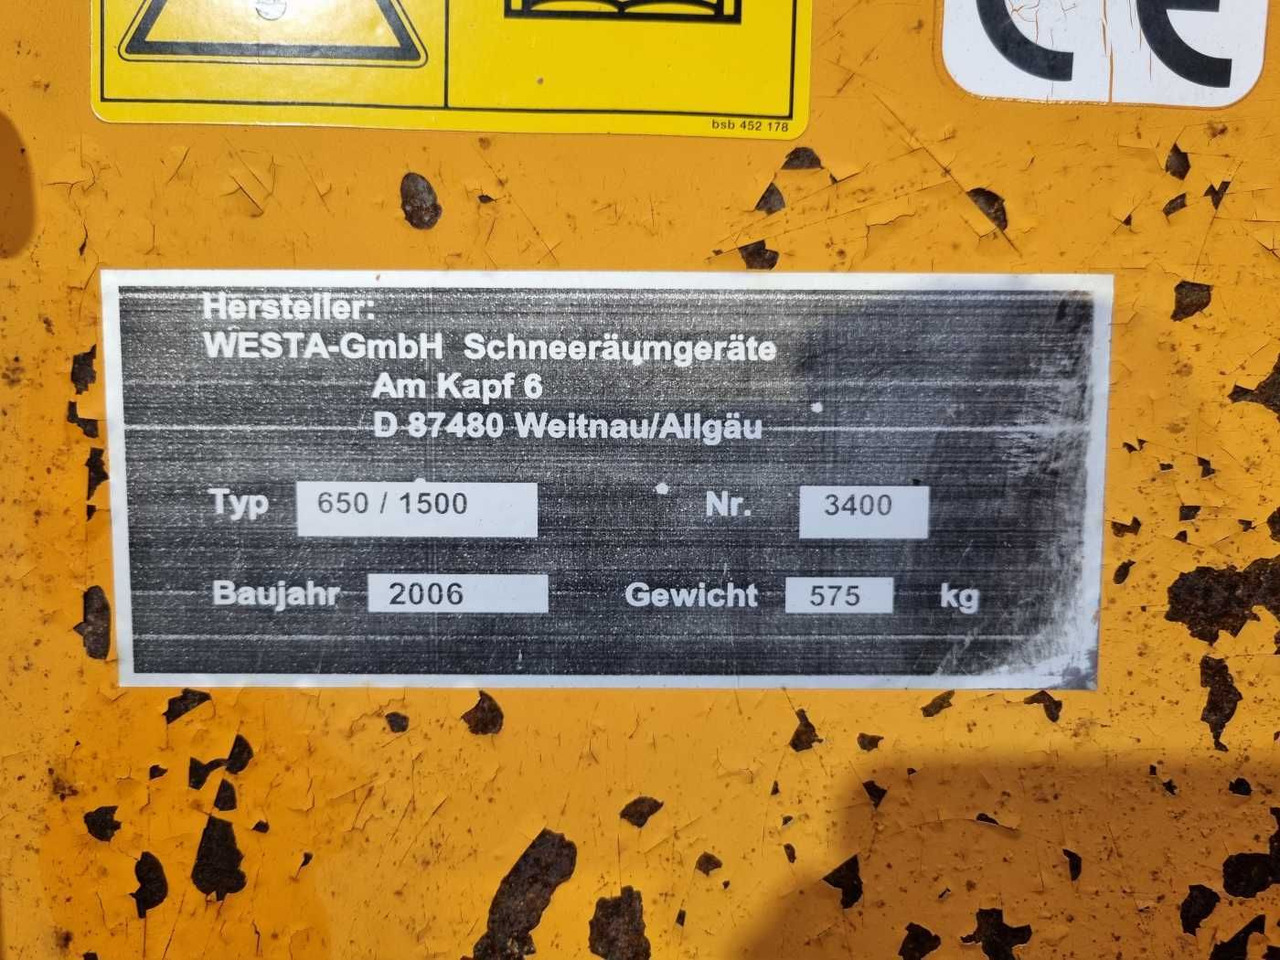 CE
bsb 452 178
Hersteller:
WESTA-GmbH Schneeräumgeräte
Am Kapf 6
D 87480 Weitnau/Allgäu
Typ 650 / 1500 Nr. 3400
Baujahr 2006 Gewicht 575 kg